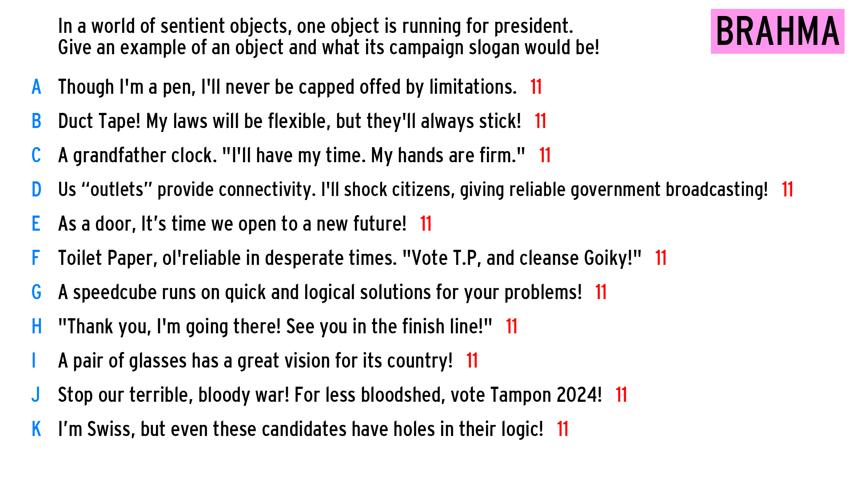 In a world of sentient objects, one object is running for president.
Give an example of an object and what its campaign slogan would be!
BRAHMA
A Though I'm a pen, I'll never be capped offed by limitations. 11
B Duct Tape! My laws will be flexible, but they'll always stick! 11
C A grandfather clock. "I'll have my time. My hands are firm." 11
D Us “outlets” provide connectivity. I'll shock citizens, giving reliable government broadcasting! 11
E As a door, It’s time we open to a new future! 11
F Toilet Paper, ol'reliable in desperate times. "Vote T.P, and cleanse Goiky!" 11
G A speedcube runs on quick and logical solutions for your problems! 11
H "Thank you, I'm going there! See you in the finish line!" 11
I A pair of glasses has a great vision for its country! 11
J Stop our terrible, bloody war! For less bloodshed, vote Tampon 2024! 11
K I’m Swiss, but even these candidates have holes in their logic! 11